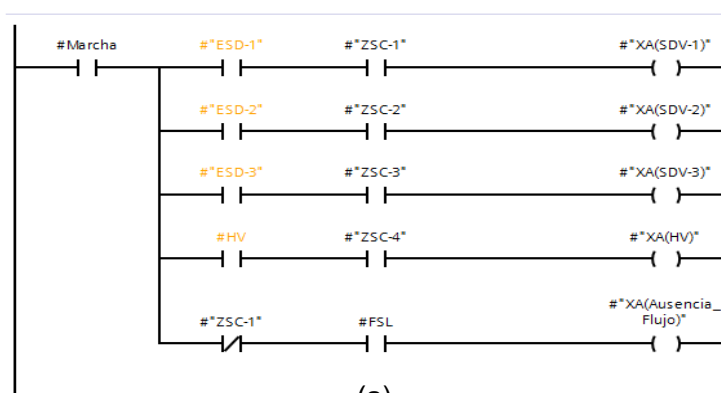 #Marcha #"ESD-1" #"ZSC-1" #"XA(SDV-1)"
#"ESD-2" #"ZSC-2" #"XA(SDV-2)"
#"ESD-3" #"ZSC-3" #"XA(SDV-3)"
#HV #"ZSC-4" #"XA(HV)"
#"XA(Ausencia_
#"ZSC-1" #FSL Flujo)"